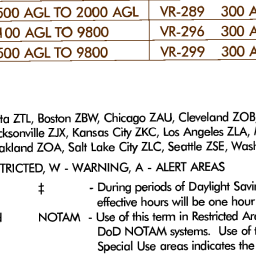 500 AGL TO 2000 AGL VR-289 300 A
100 AGL TO 9800 VR-296 300 A
500 AGL TO 9800 VR-299 300 A
ta ZTL, Boston ZBW, Chicago ZAU, Cleveland ZOB
cksonville ZJX, Kansas City ZKC, Los Angeles ZLA,
akland ZOA, Salt Lake City ZLC, Seattle ZSE, Wash
TRICTED, W - WARNING, A - ALERT AREAS
‡ - During periods of Daylight Savi
effective hours will be one hour
NOTAM - Use of this term in Restricted Are
DoD NOTAM systems. Use of t
Special Use areas indicates the